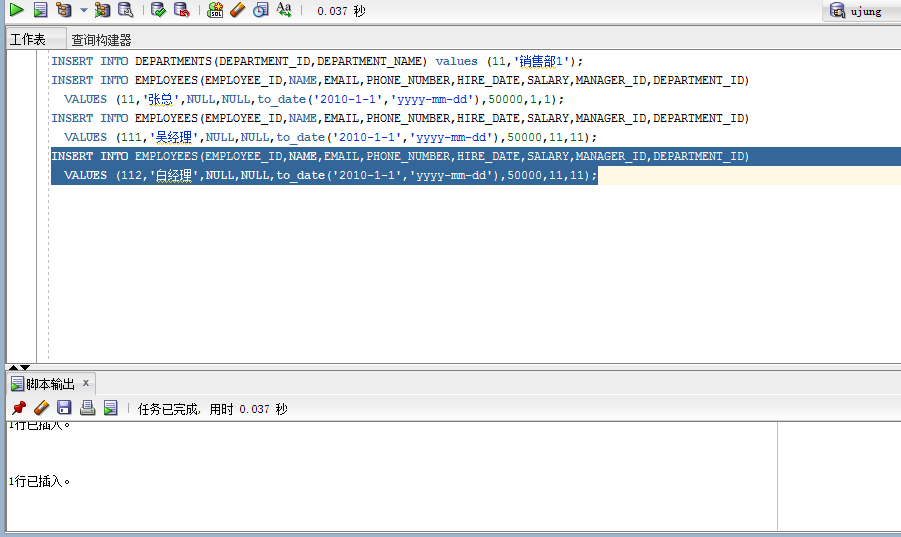 0.037 秒
ujung
工作表
查询构建器
INSERT INTO DEPARTMENTS(DEPARTMENT_ID,DEPARTMENT_NAME) values (11,'销售部1');
INSERT INTO EMPLOYEES(EMPLOYEE_ID,NAME,EMAIL,PHONE_NUMBER,HIRE_DATE,SALARY,MANAGER_ID,DEPARTMENT_ID)
VALUES (11,'张总',NULL,NULL,to_date('2010-1-1','yyyy-mm-dd'),50000,1,1);
INSERT INTO EMPLOYEES(EMPLOYEE_ID,NAME,EMAIL,PHONE_NUMBER,HIRE_DATE,SALARY,MANAGER_ID,DEPARTMENT_ID)
VALUES (111,'吴经理',NULL,NULL,to_date('2010-1-1','yyyy-mm-dd'),50000,11,11);
INSERT INTO EMPLOYEES(EMPLOYEE_ID,NAME,EMAIL,PHONE_NUMBER,HIRE_DATE,SALARY,MANAGER_ID,DEPARTMENT_ID)
VALUES (112,'白经理',NULL,NULL,to_date('2010-1-1','yyyy-mm-dd'),50000,11,11);
脚本输出 x
任务已完成, 用时 0.037 秒
1行已插入。
1行已插入。